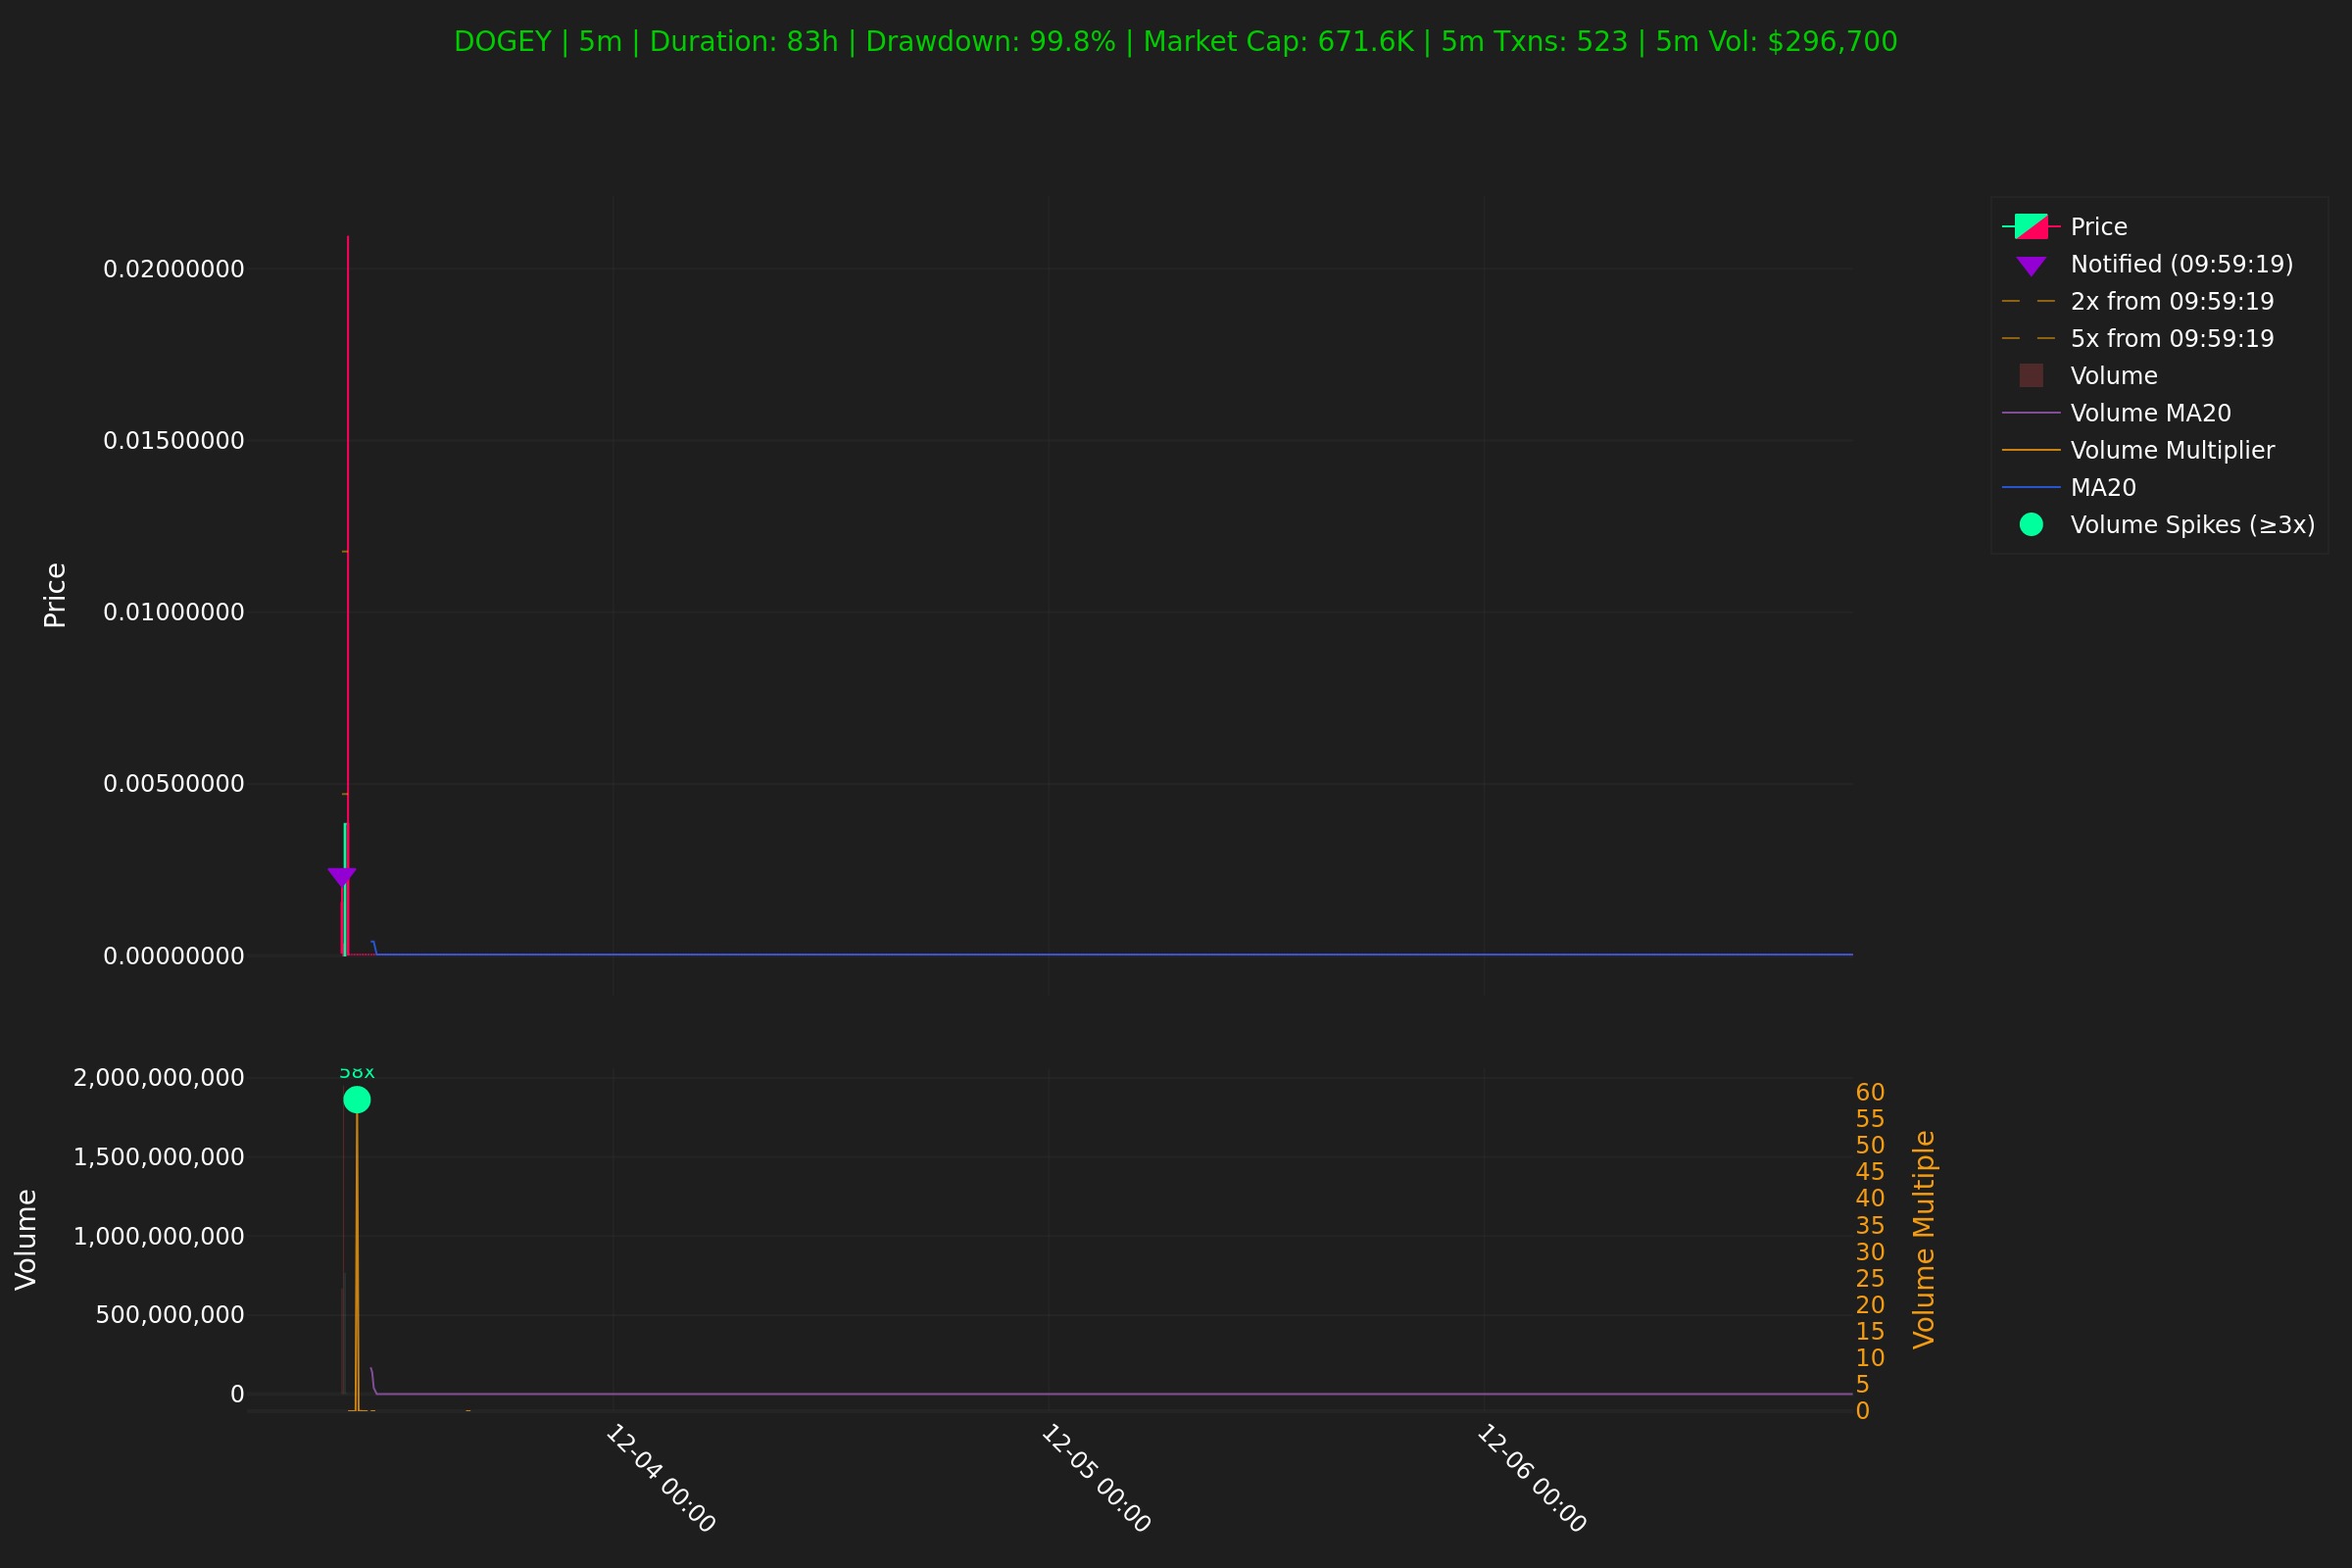 DOGEY | 5m | Duration: 83h | Drawdown: 99.8% | Market Cap: 671.6K | 5m Txns: 523 | 5m Vol: $296,700
Price
0.02000000
0.01500000
0.01000000
0.00500000
0.00000000
Price
Notified (09:59:19)
2x from 09:59:19
5x from 09:59:19
Volume
Volume MA20
Volume Multiplier
MA20
Volume Spikes (≥3x)
Volume
2,000,000,000
1,500,000,000
1,000,000,000
500,000,000
0
58x
60
55
50
45
40
35
30
25
20
15
10
5
0
Volume Multiple
12-04 00:00
12-05 00:00
12-06 00:00